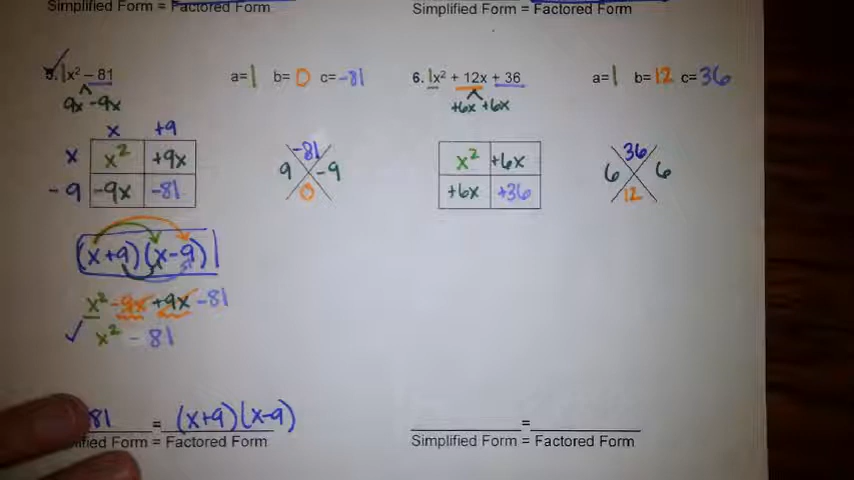 Simplified Form = Factored Form
Simplified Form = Factored Form
5. 1x² – 81
a=1 b=0 c=-81
9x -9x
x +9
x x² +9x
-9 -9x -81
-81
9 -9
0
(x+9)(x-9)
x² -9x +9x -81
✓ x² - 81
81 = (x+9)(x-9)
ified Form = Factored Form
6. 1x² + 12x + 36
a=1 b=12 c=36
+6x +6x
x² +6x
+6x +36
36
6 6
12
=
Simplified Form = Factored Form